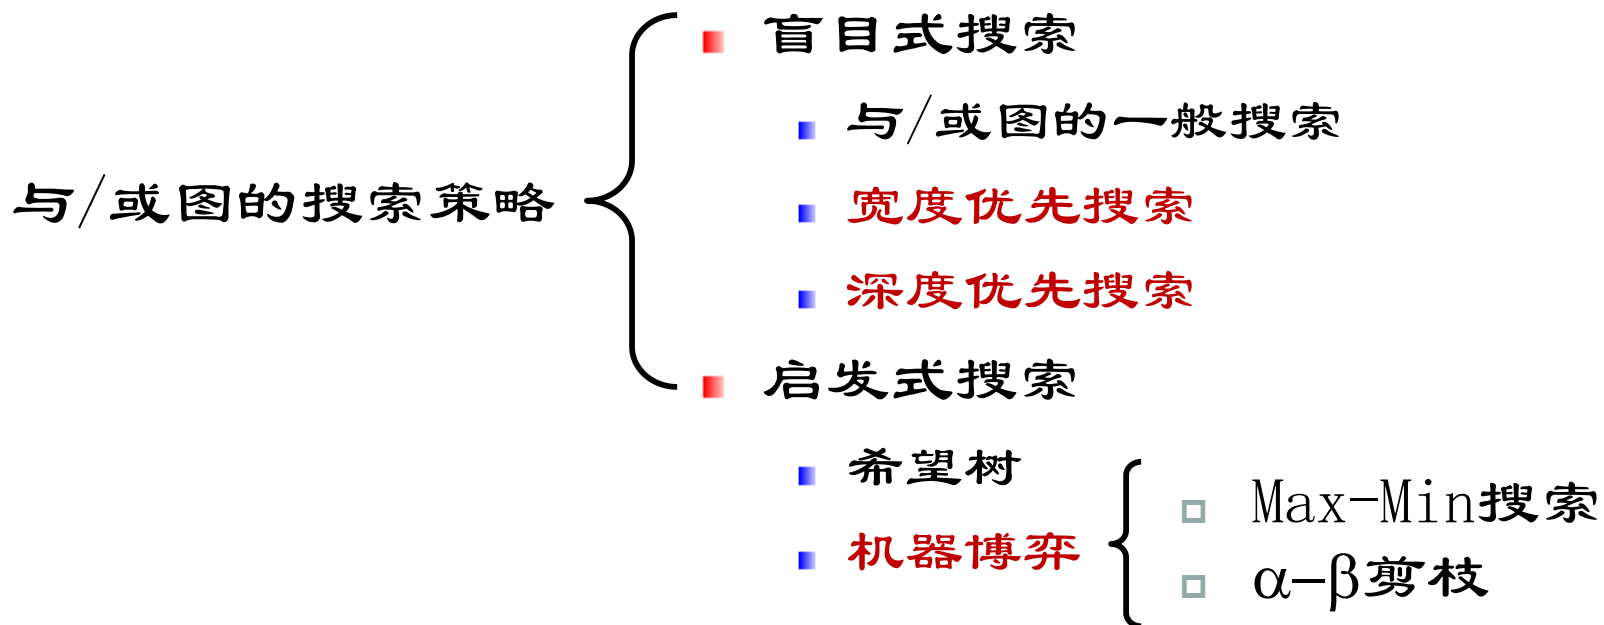 盲目式搜索
与/或图的一般搜索
与/或图的搜索策略
宽度优先搜索
深度优先搜索
启发式搜索
希望树
Max-Min搜索
机器博弈
α-β剪枝